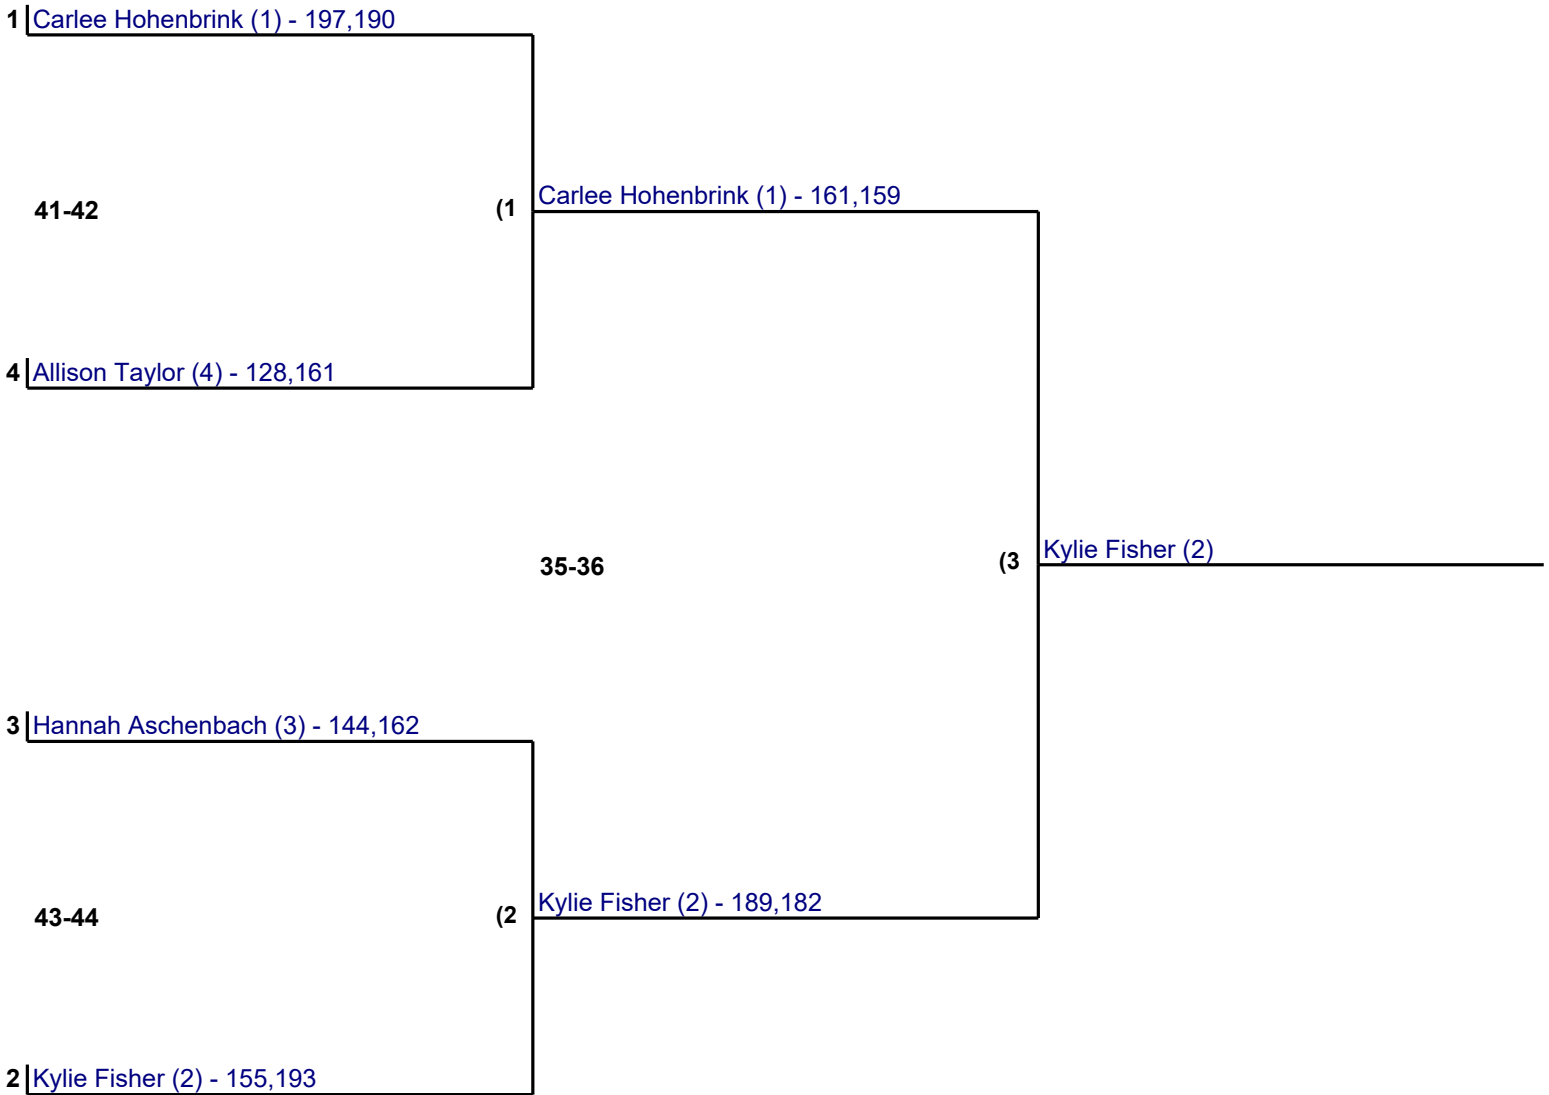 1 Carlee Hohenbrink (1) - 197,190
41-42
(1
Carlee Hohenbrink (1) - 161,159
4 Allison Taylor (4) - 128,161
35-36
(3
Kylie Fisher (2)
3 Hannah Aschenbach (3) - 144,162
43-44
(2
Kylie Fisher (2) - 189,182
2 Kylie Fisher (2) - 155,193